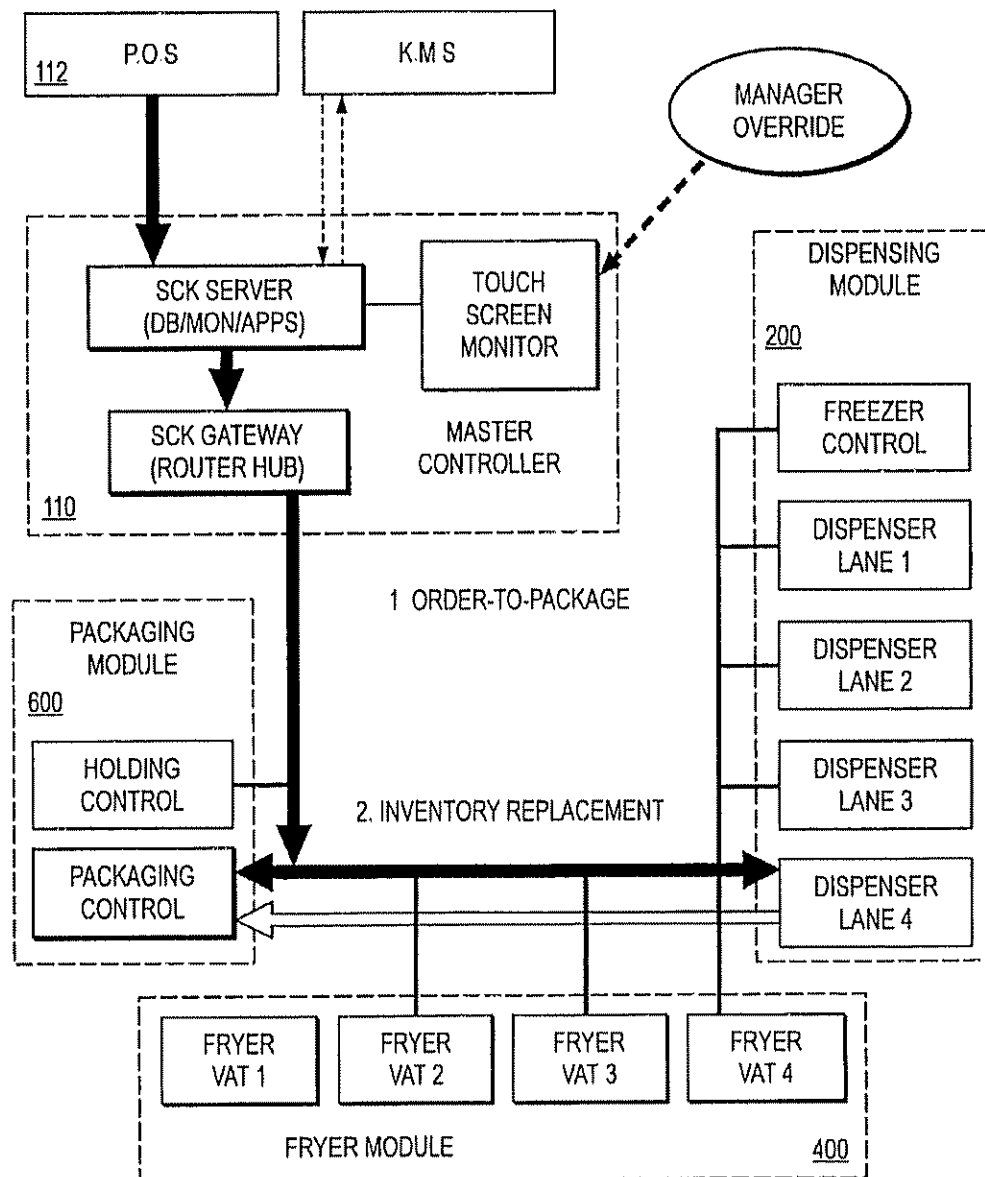 P.O.S
112
K.M S
MANAGER
OVERRIDE
SCK SERVER
(DB/MON/APPS)
TOUCH
SCREEN
MONITOR
SCK GATEWAY
(ROUTER HUB)
MASTER
CONTROLLER
110
DISPENSING
MODULE
200
FREEZER
CONTROL
DISPENSER
LANE 1
DISPENSER
LANE 2
DISPENSER
LANE 3
DISPENSER
LANE 4
1 ORDER-TO-PACKAGE
PACKAGING
MODULE
600
HOLDING
CONTROL
2. INVENTORY REPLACEMENT
PACKAGING
CONTROL
FRYER
VAT 1
FRYER
VAT 2
FRYER
VAT 3
FRYER
VAT 4
FRYER MODULE
400